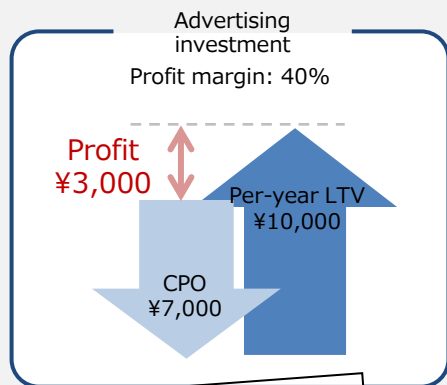 Advertising
investment
Profit margin: 40%
Profit
¥3,000
Per-year LTV
¥10,000
CPO
¥7,000